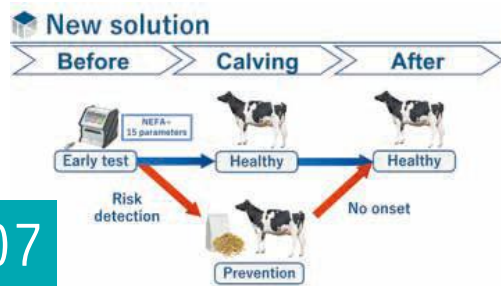 New solution
Before
Calving
After
NEFA+
15 parameters
Early test
Healthy
Healthy
Risk
detection
No onset
07
Prevention